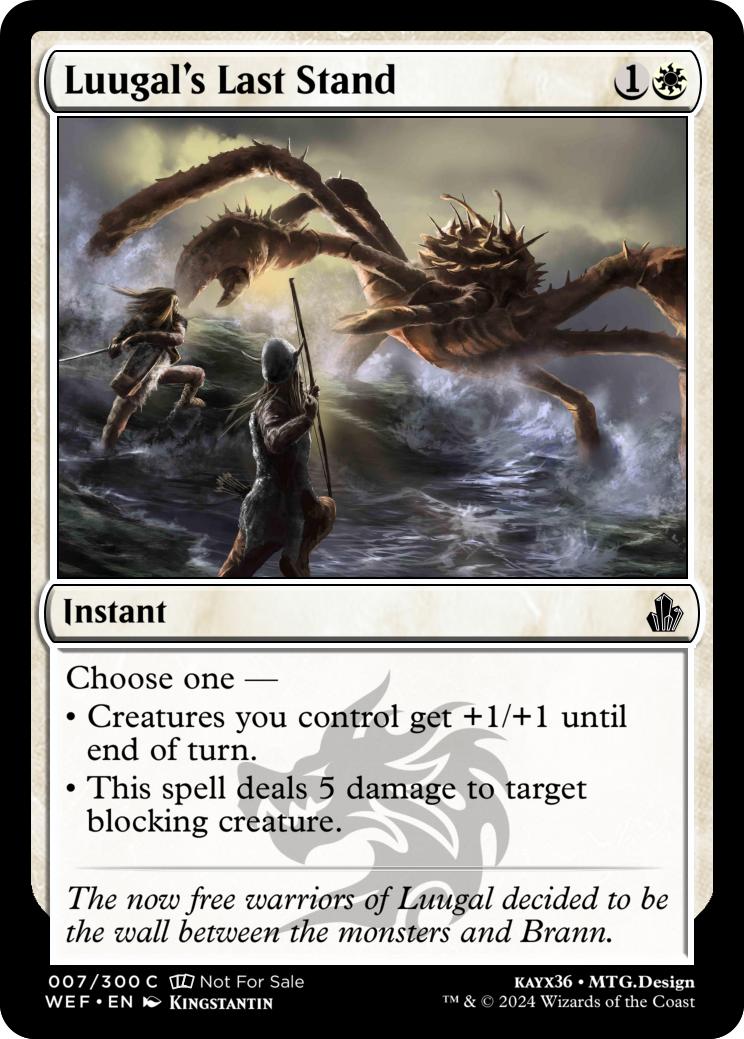 Luugal's Last Stand 1
Instant
Choose one —
• Creatures you control get +1/+1 until
end of turn.
• This spell deals 5 damage to target
blocking creature.
The now free warriors of Luugal decided to be
the wall between the monsters and Brann.
007/300 C Not For Sale
WEF • EN Kingstantin
kayx36 • MTG.Design
™ & © 2024 Wizards of the Coast